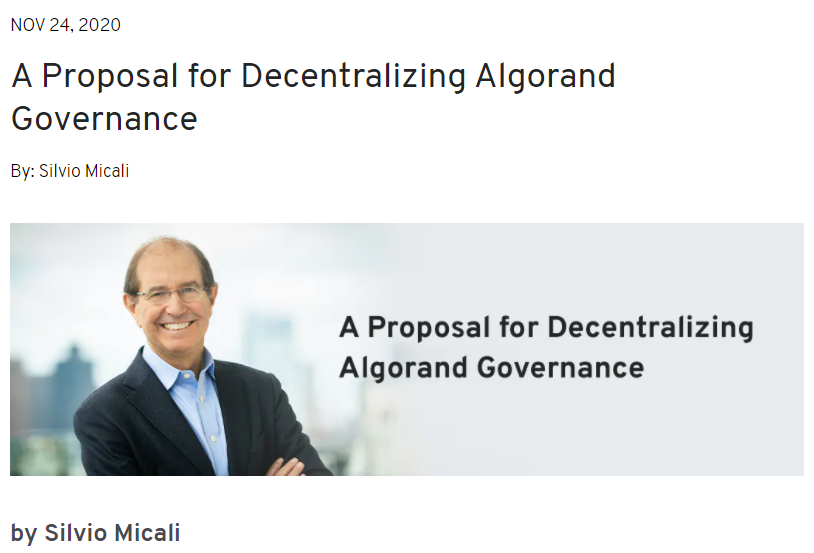 NOV 24, 2020
A Proposal for Decentralizing Algorand
Governance
By: Silvio Micali
A Proposal for Decentralizing
Algorand Governance
by Silvio Micali